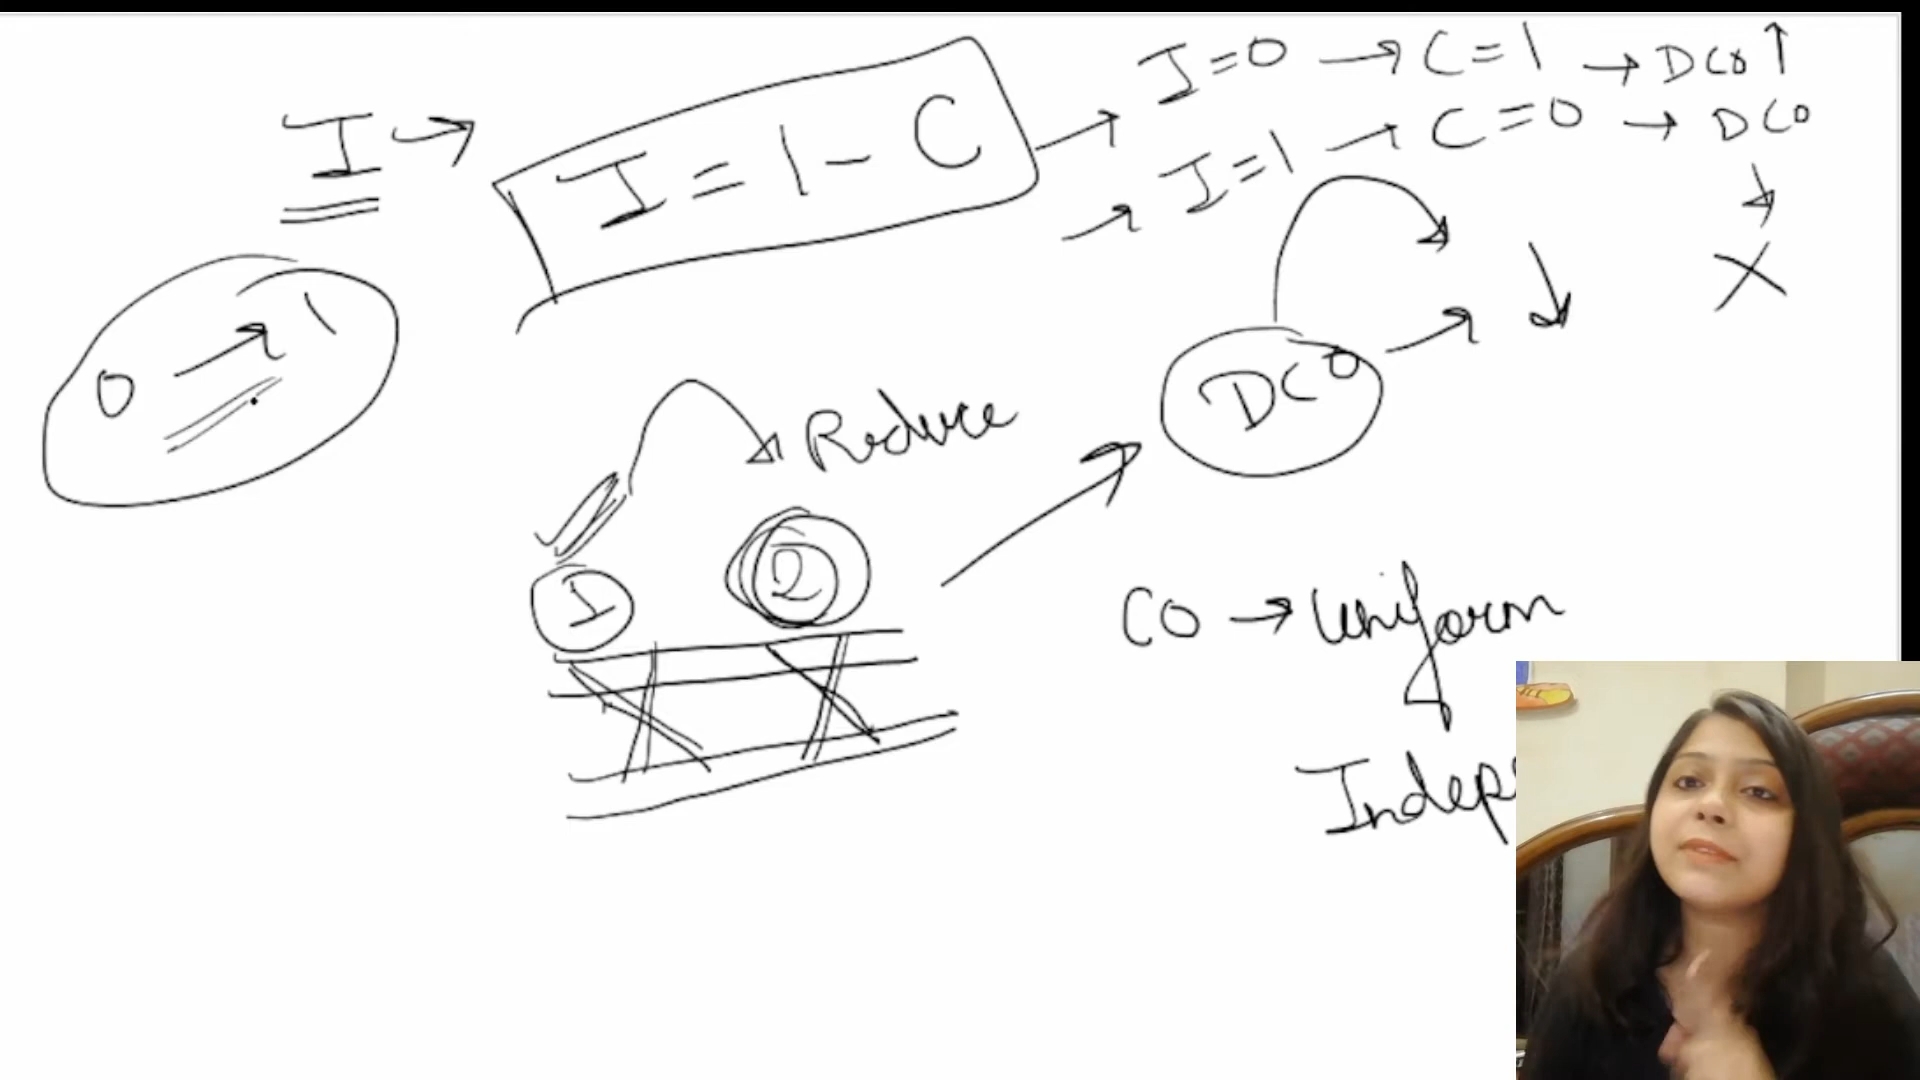 I → I = 1 - C → I = 0 → C = 1 → DCO ↑
→ I = 1 → C = 0 → DCO ↓ X
0 → 1
DCO → ↓
Reduce
1 2
CO → Uniform
Indep